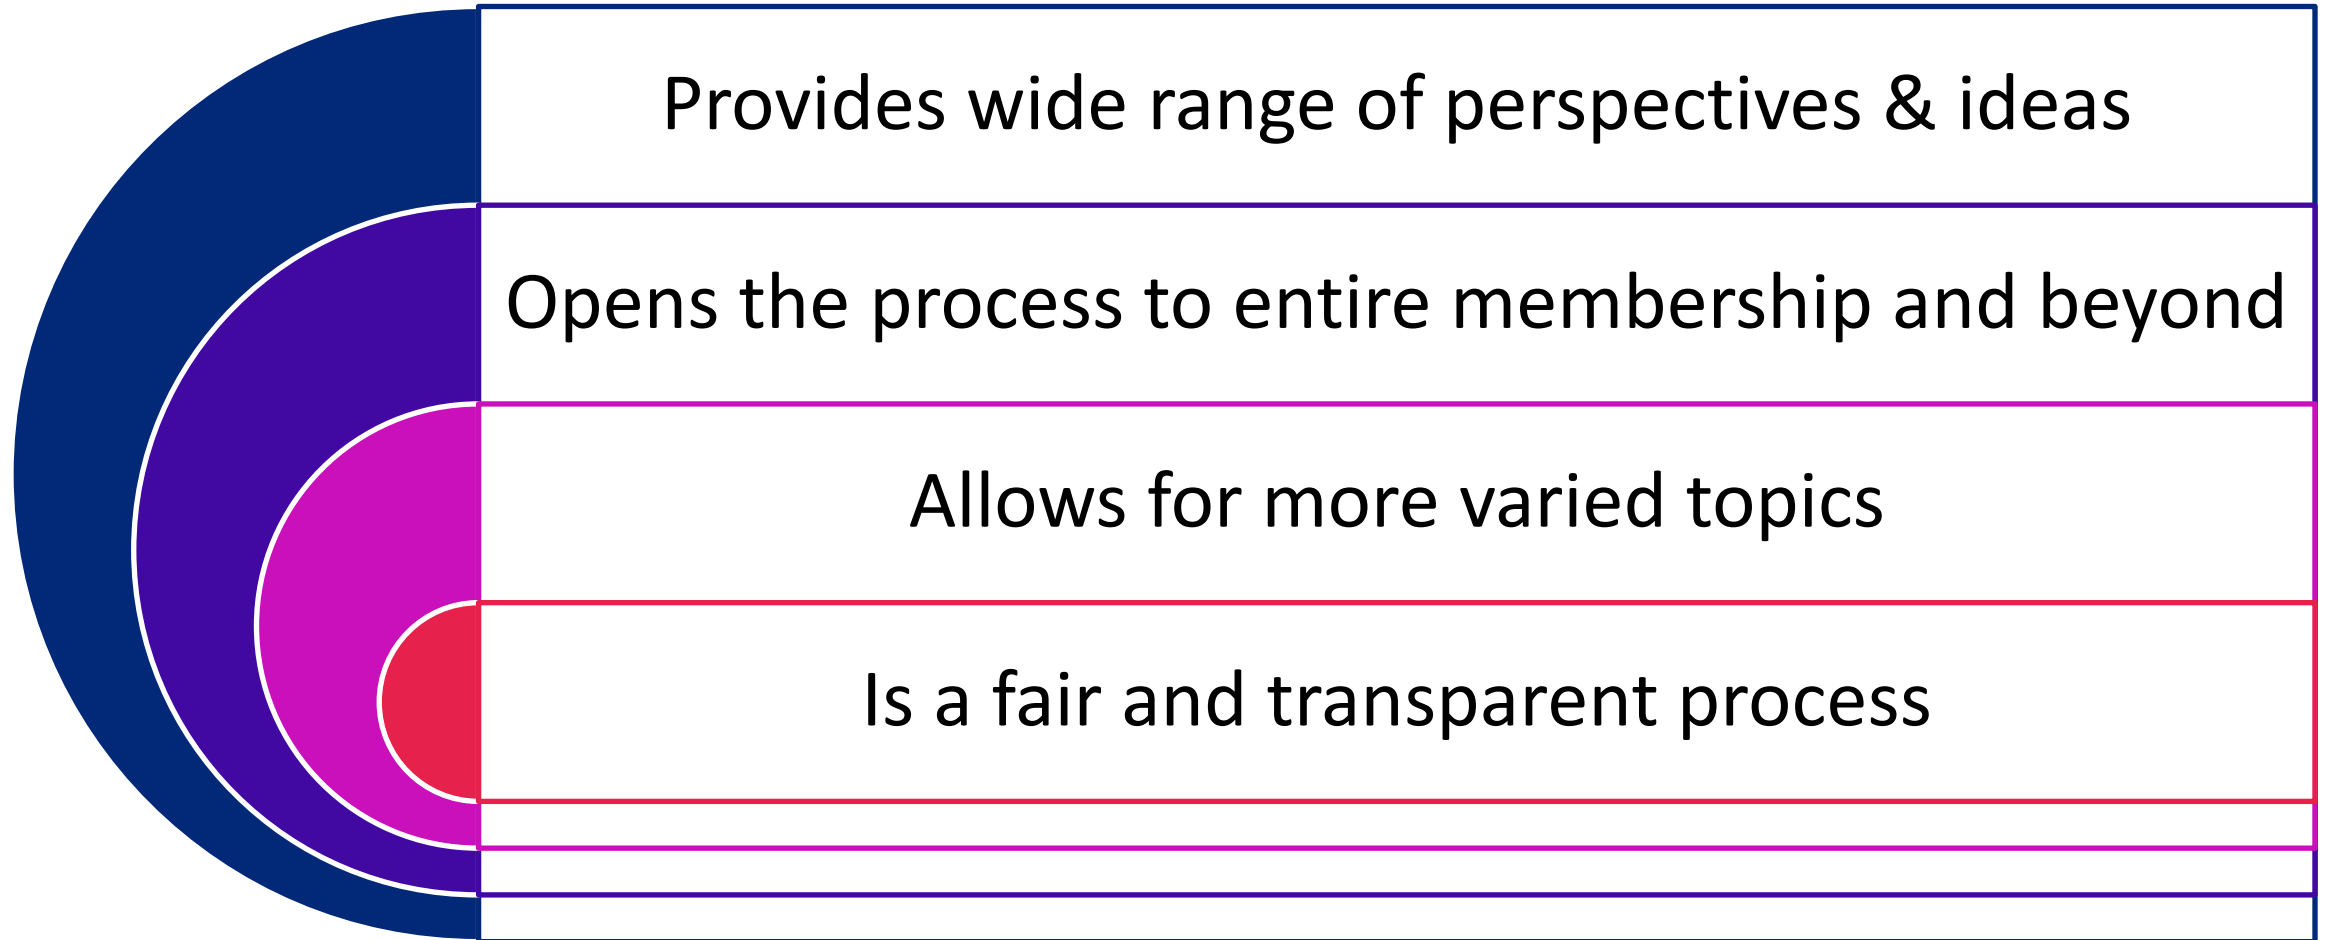 Provides wide range of perspectives & ideas
Opens the process to entire membership and beyond
Allows for more varied topics
Is a fair and transparent process